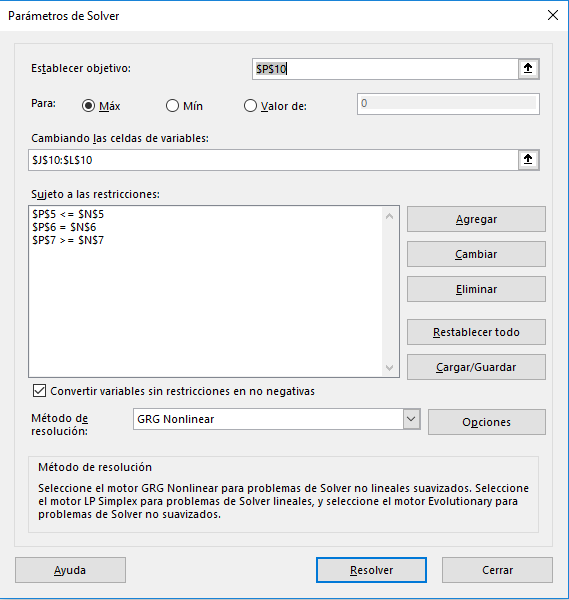 Parámetros de Solver
Establecer objetivo:
$P$10
Para:
Máx
Mín
Valor de:
0
Cambiando las celdas de variables:
$J$10:$L$10
Sujeto a las restricciones:
$P$5 <= $N$5
$P$6 = $N$6
$P$7 >= $N$7
Agregar
Cambiar
Eliminar
Restablecer todo
Cargar/Guardar
Convertir variables sin restricciones en no negativas
Método de
resolución:
GRG Nonlinear
Opciones
Método de resolución
Seleccione el motor GRG Nonlinear para problemas de Solver no lineales suavizados. Seleccione
el motor LP Simplex para problemas de Solver lineales, y seleccione el motor Evolutionary para
problemas de Solver no suavizados.
Ayuda
Resolver
Cerrar